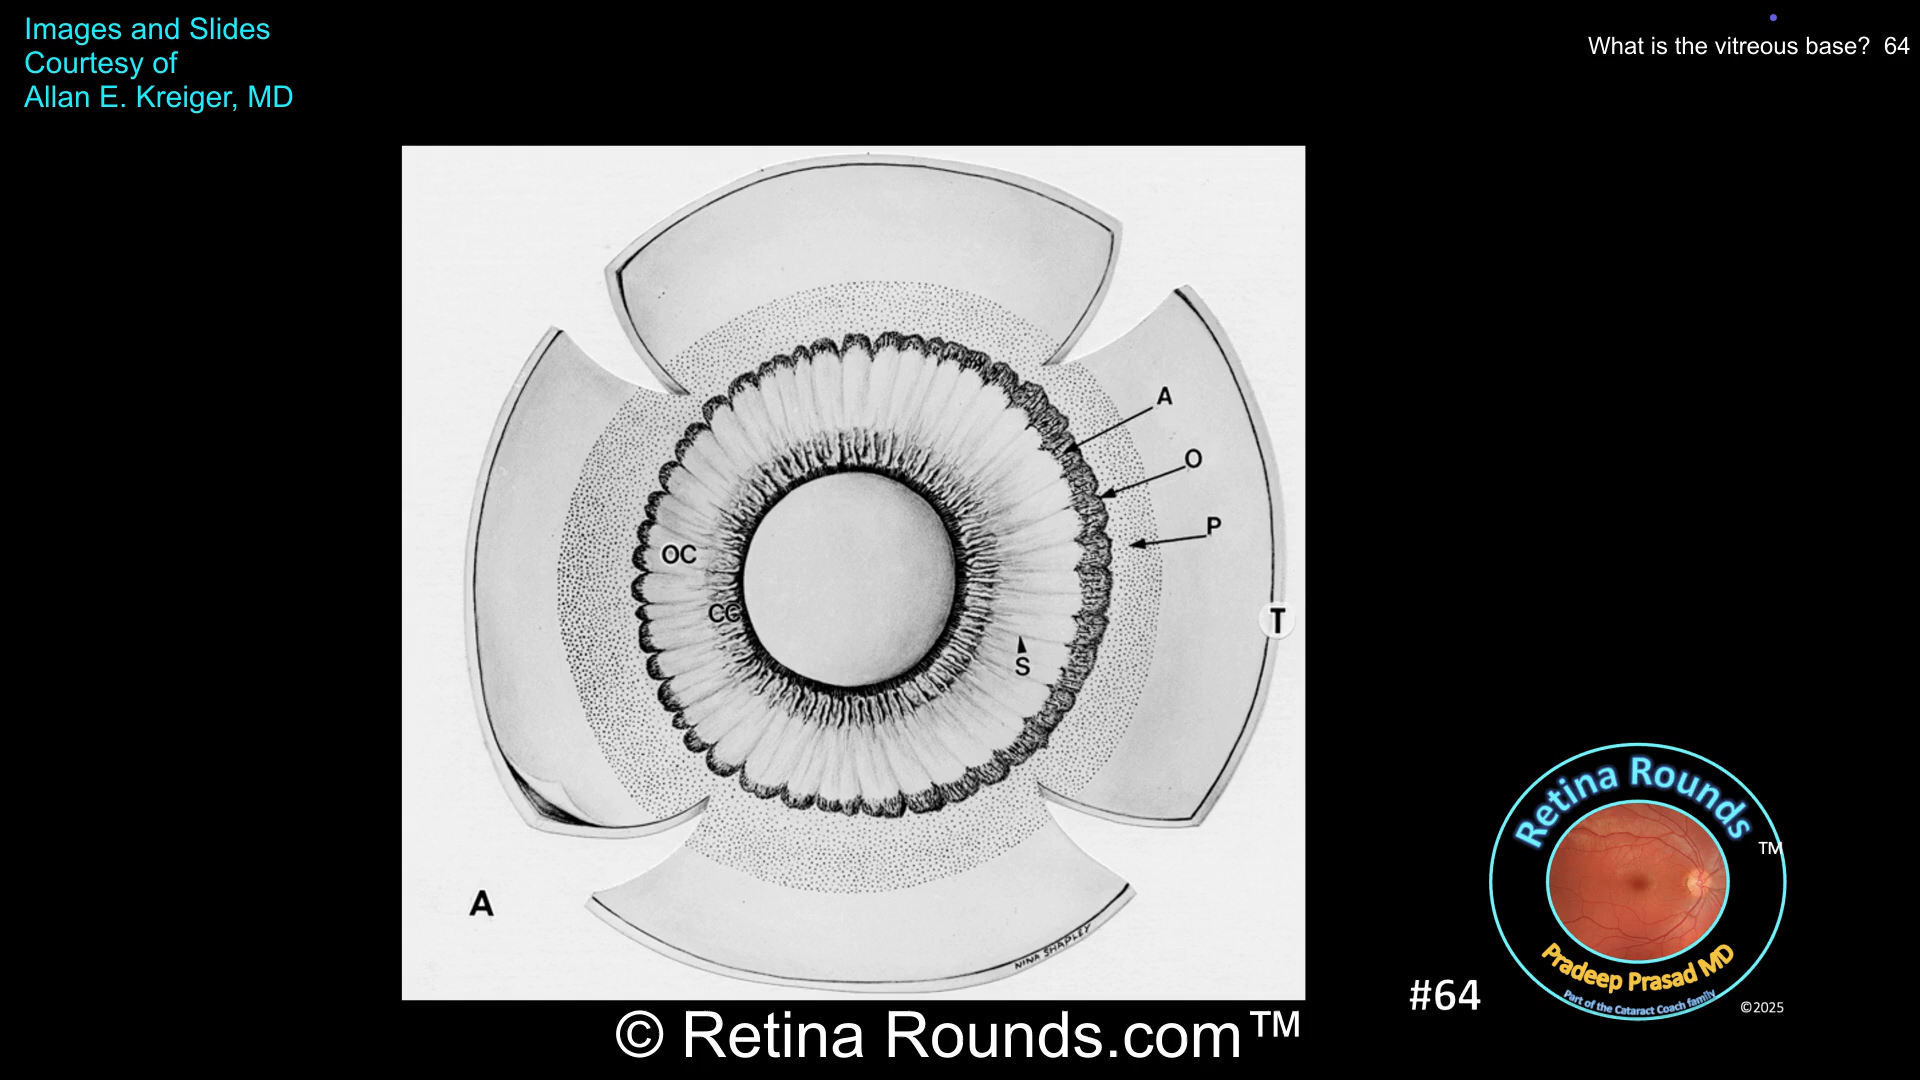 Images and Slides
Courtesy of
Allan E. Kreiger, MD
What is the vitreous base? 64
A
O
P
OC
CC
T
S
A
NINA SHAPLEY
Retina Rounds
TM
Pradeep Prasad MD
Part of the Cataract Coach family
#64
©2025
© Retina Rounds.com™